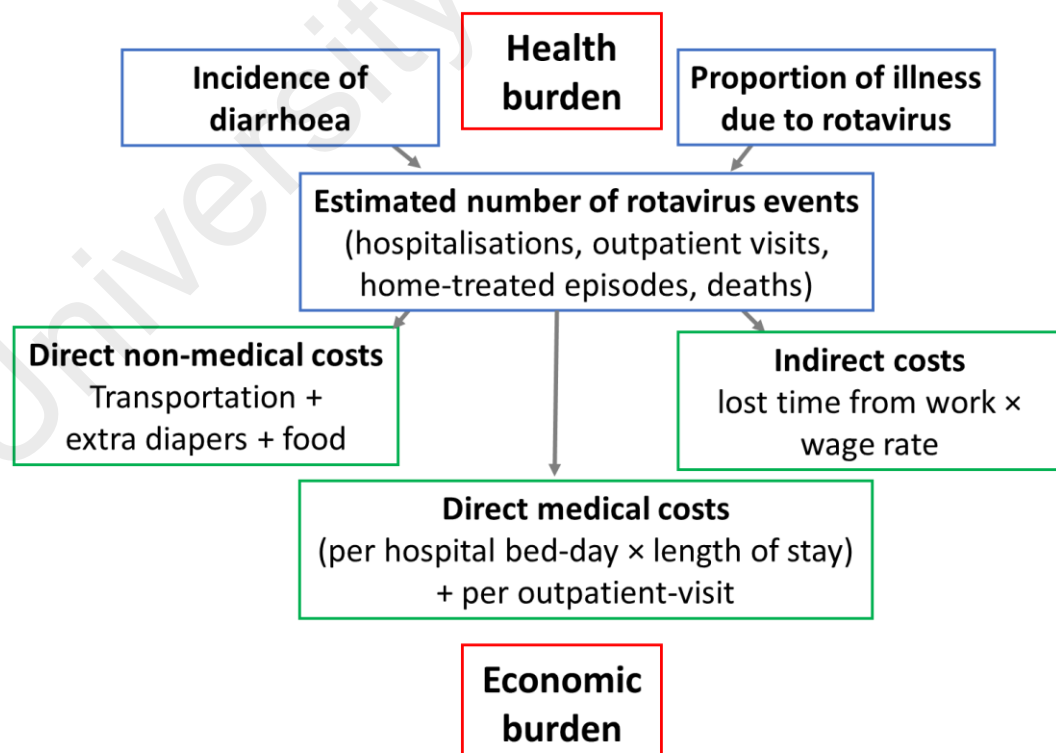 Health
burden
Incidence of
diarrhoea
Proportion of illness
due to rotavirus
Estimated number of rotavirus events
(hospitalisations, outpatient visits,
home-treated episodes, deaths)
Direct non-medical costs
Transportation +
extra diapers + food
Indirect costs
lost time from work ×
wage rate
Direct medical costs
(per hospital bed-day × length of stay)
+ per outpatient-visit
Economic
burden
University